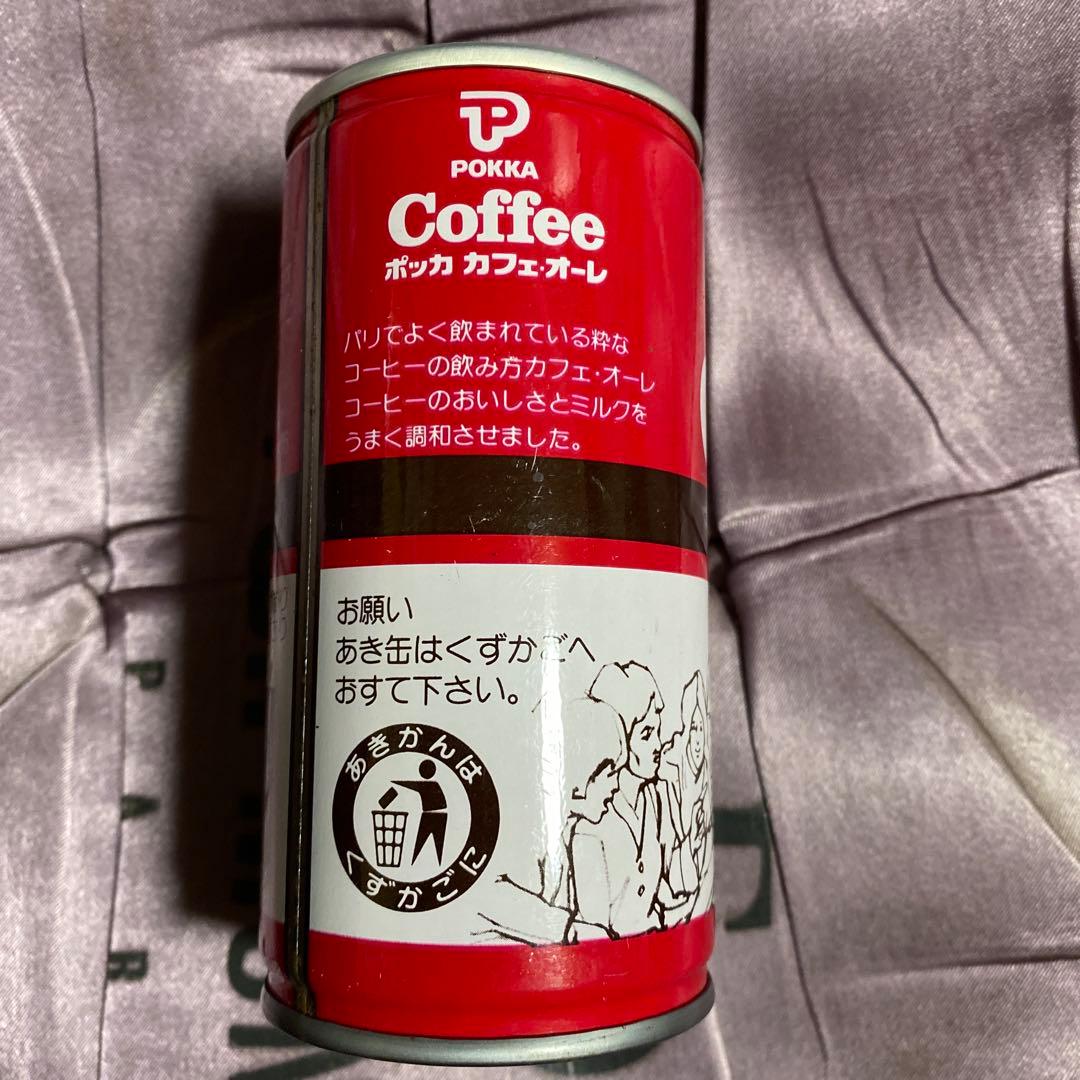 POKKA
Coffee
ポッカ カフェ・オーレ
パリでよく飲まれている粋な
コーヒーの飲み方カフェ・オーレ
コーヒーのおいしさとミルクを
うまく調和させました。
お願い
あき缶はくずかごへ
おすて下さい。
あきかんは
くずかごに
P A R